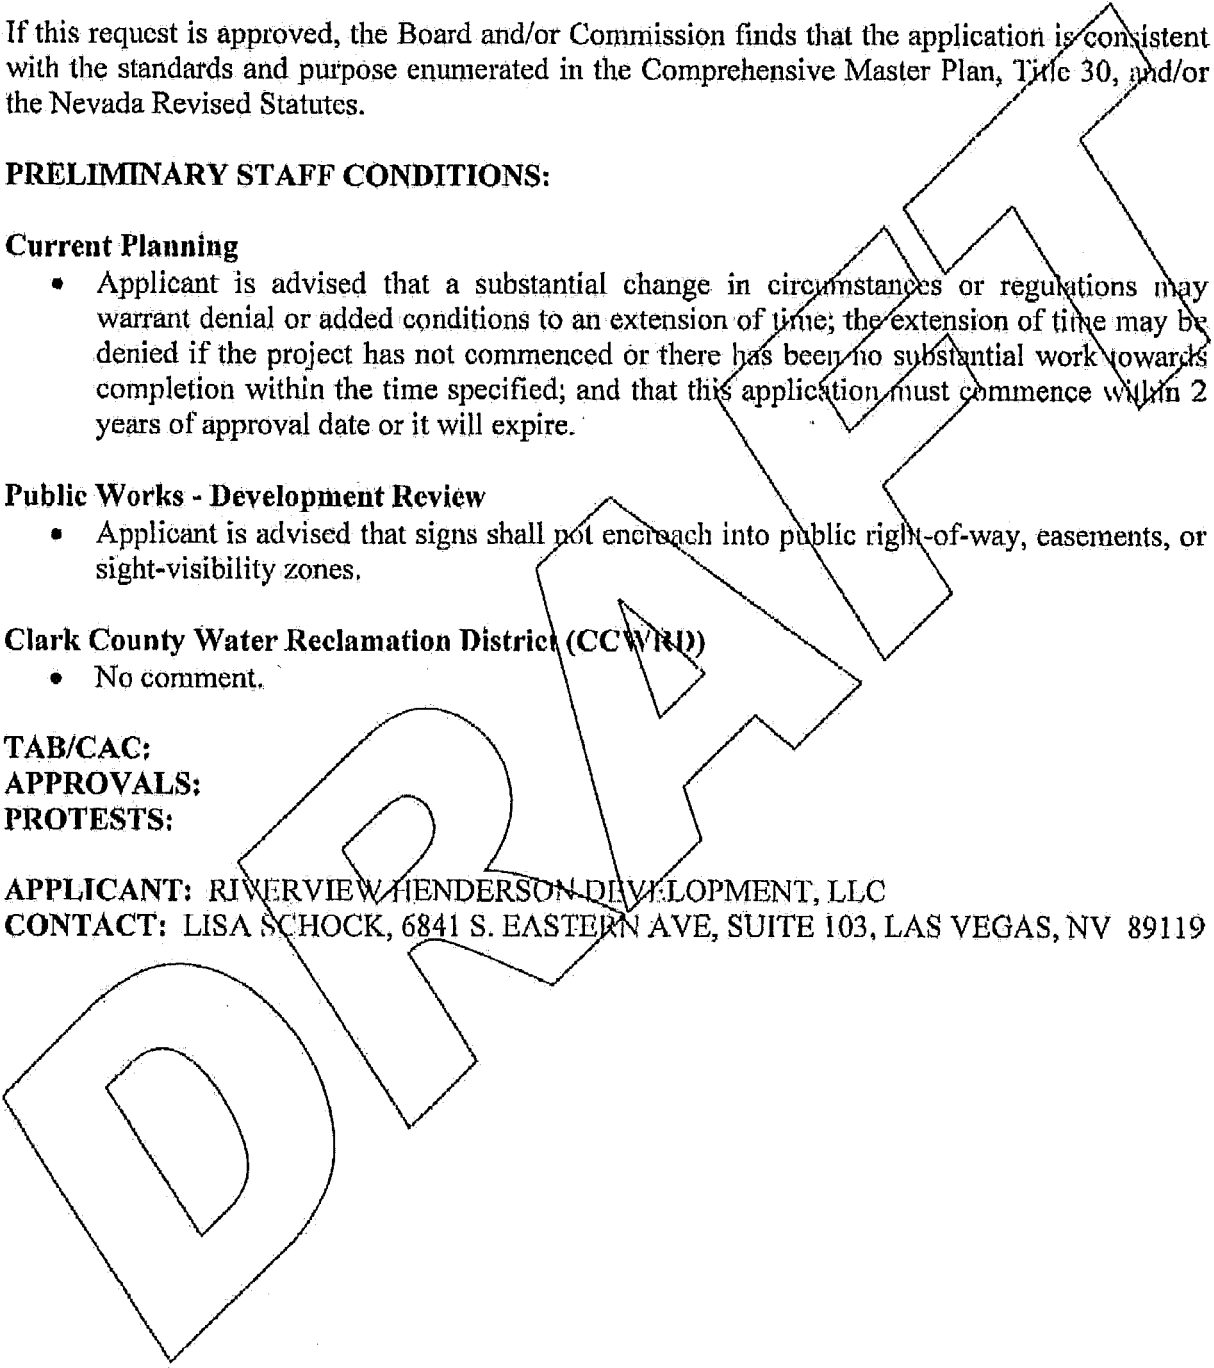 If this request is approved, the Board and/or Commission finds that the application is consistent
with the standards and purpose enumerated in the Comprehensive Master Plan, Title 30, and/or
the Nevada Revised Statutes.
PRELIMINARY STAFF CONDITIONS:
Current Planning
• Applicant is advised that a substantial change in circumstances or regulations may
warrant denial or added conditions to an extension of time; the extension of time may be
denied if the project has not commenced or there has been no substantial work towards
completion within the time specified; and that this application must commence within 2
years of approval date or it will expire.
Public Works - Development Review
• Applicant is advised that signs shall not encroach into public right-of-way, easements, or
sight-visibility zones.
Clark County Water Reclamation District (CCWRD)
• No comment.
TAB/CAC:
APPROVALS:
PROTESTS:
APPLICANT: RIVERVIEW HENDERSON DEVELOPMENT, LLC
CONTACT: LISA SCHOCK, 6841 S. EASTERN AVE, SUITE 103, LAS VEGAS, NV 89119
DRAFT